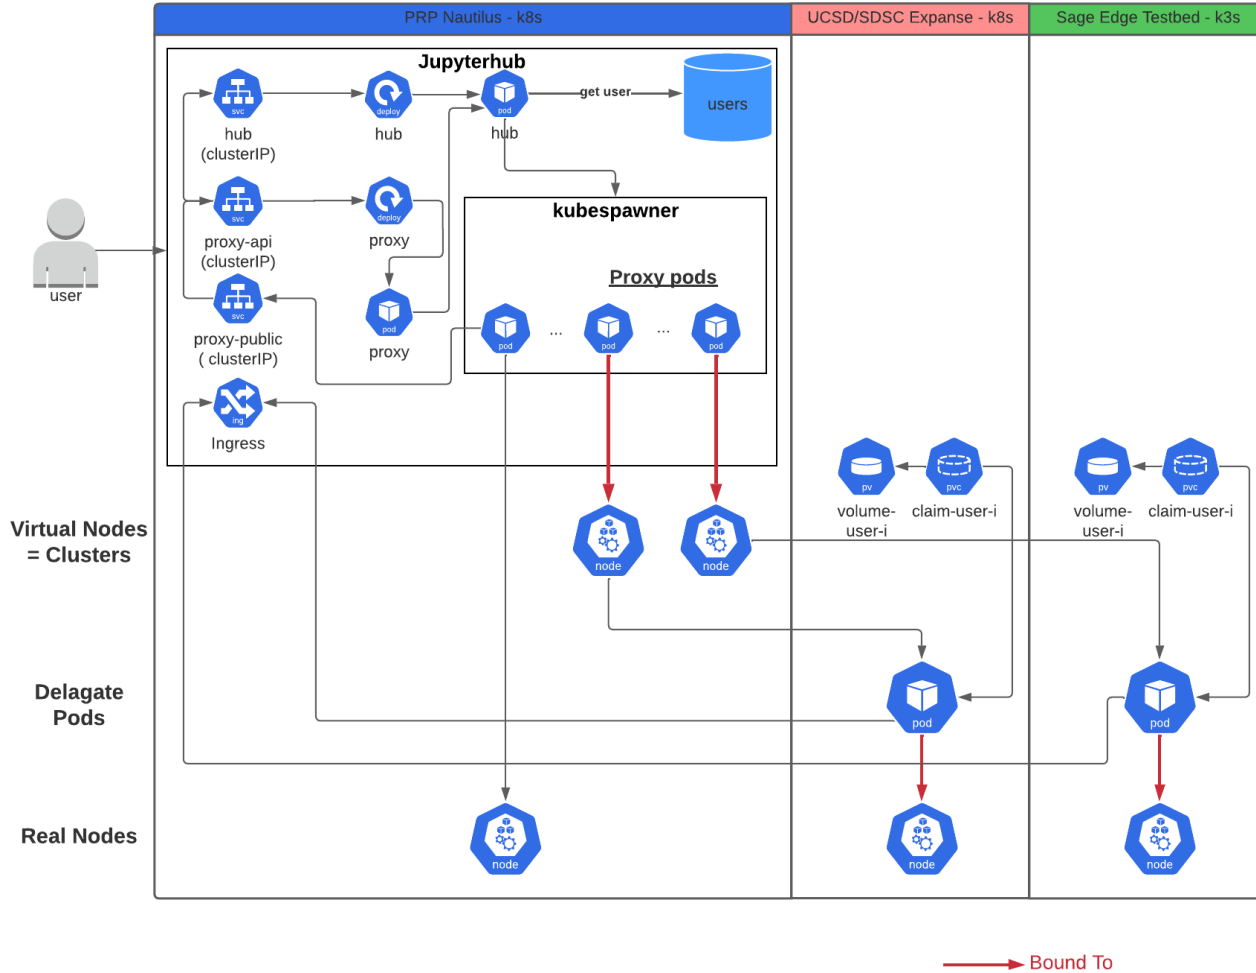 PRP Nautilus - k8s
UCSD/SDSC Expanse - k8s
Sage Edge Testbed - k3s
Jupyterhub
svc
deploy
pod
get user
users
hub
(clusterIP)
hub
hub
svc
deploy
kubespawner
proxy-api
(clusterIP)
proxy
user
Proxy pods
svc
pod
pod
...
pod
...
pod
proxy-public
( clusterIP)
proxy
ing
Ingress
pv
pvc
pv
pvc
volume-
user-i
claim-user-i
volume-
user-i
claim-user-i
Virtual Nodes
= Clusters
node
node
Delagate
Pods
pod
pod
Real Nodes
node
node
node
Bound To